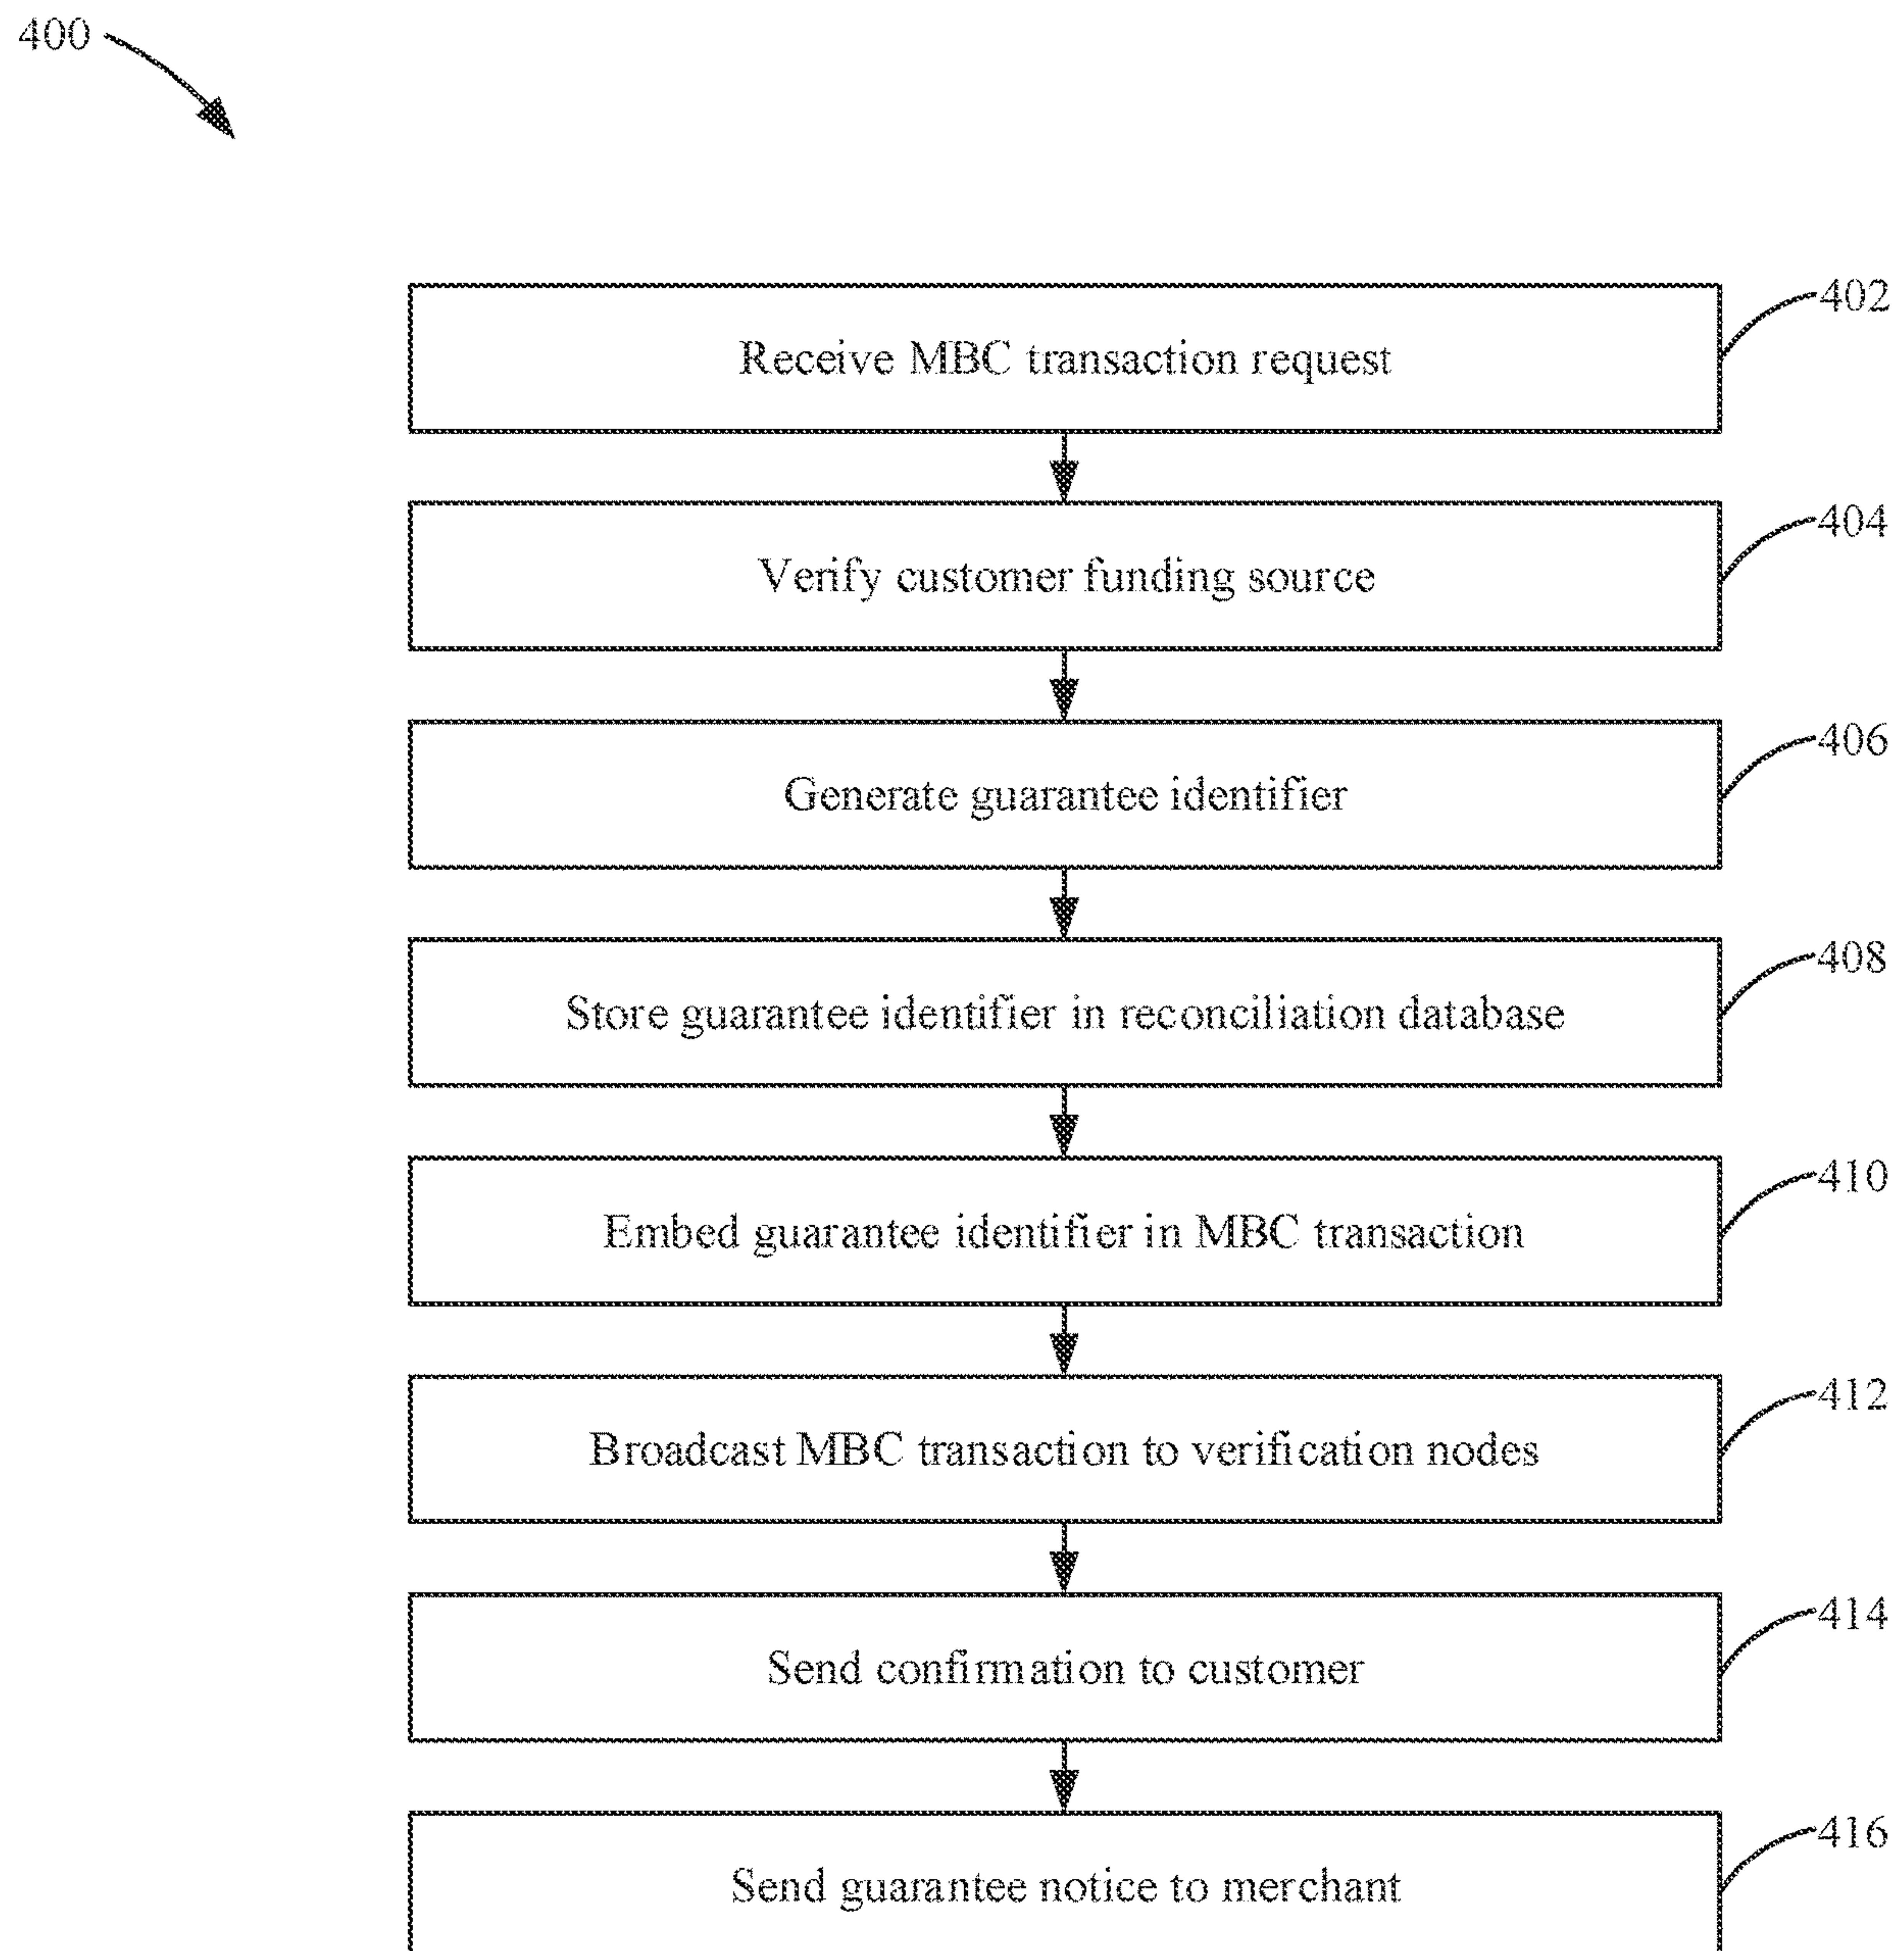 400
Receive MBC transaction request
402
Verify customer funding source
404
Generate guarantee identifier
406
Store guarantee identifier in reconciliation database
408
Embed guarantee identifier in MBC transaction
410
Broadcast MBC transaction to verification nodes
412
Send confirmation to customer
414
Send guarantee notice to merchant
416